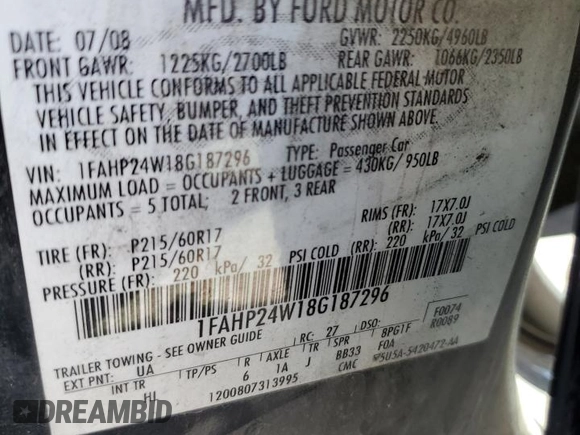 MFD. BY FORD MOTOR CO.
DATE: 07/08 GVWR: 2250KG/4960LB
FRONT GAWR: 1225KG/2700LB REAR GAWR: 1066KG/2350LB
THIS VEHICLE CONFORMS TO ALL APPLICABLE FEDERAL MOTOR
VEHICLE SAFETY, BUMPER, AND THEFT PREVENTION STANDARDS
IN EFFECT ON THE DATE OF MANUFACTURE SHOWN ABOVE.
VIN: 1FAHP24W18G187296 TYPE: Passenger Car
MAXIMUM LOAD = OCCUPANTS + LUGGAGE = 430KG/ 950LB
OCCUPANTS = 5 TOTAL; 2 FRONT, 3 REAR
TIRE (FR): P215/60R17 RIMS (FR): 17X7.0J
(RR): P215/60R17 (RR): 17X7.0J
PRESSURE (FR): 220 kPa/ 32 PSI COLD (RR): 220 kPa/ 32 PSI COLD
1FAHP24W18G187296
F0074
R0089
TRAILER TOWING - SEE OWNER GUIDE RC: 27 DSO:
EXT PNT: UA
INT TR TP/PS R AXLE TR SPR BPG1F
HI 6 1A J BB33 FOA
1200807313995 CMC 5U5A-5420472-AA
DREAMBID